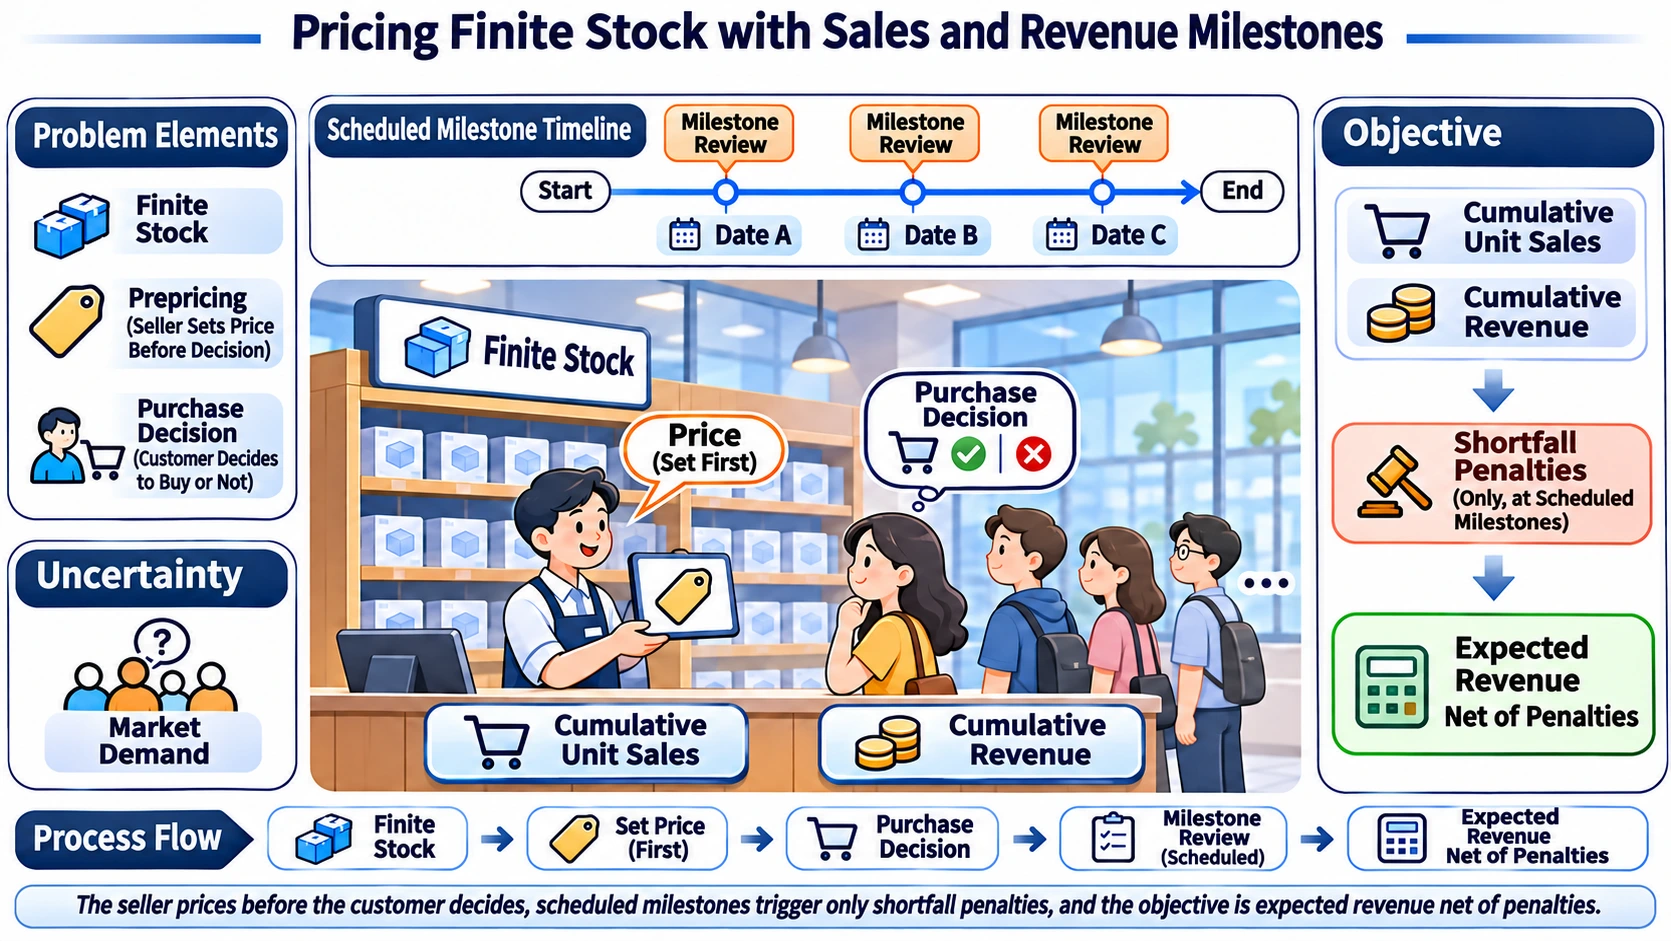 Pricing Finite Stock with Sales and Revenue Milestones
Problem Elements
Finite
Stock
Prepricing
(Seller Sets Price
Before Decision)
Purchase
Decision
(Customer Decides
to Buy or Not)
Uncertainty
?
Market
Demand
Scheduled Milestone Timeline
Milestone
Review
Milestone
Review
Milestone
Review
Start
End
Date A
Date B
Date C
Finite Stock
Price
(Set First)
Purchase
Decision
Cumulative
Unit Sales
Cumulative
Revenue
Objective
Cumulative
Unit Sales
Cumulative
Revenue
Shortfall
Penalties
(Only, at Scheduled
Milestones)
Expected
Revenue
Net of Penalties
Process Flow
Finite
Stock
Set Price
(First)
Purchase
Decision
Milestone
Review
(Scheduled)
Expected
Revenue
Net of Penalties
The seller prices before the customer decides, scheduled milestones trigger only shortfall penalties, and the objective is expected revenue net of penalties.